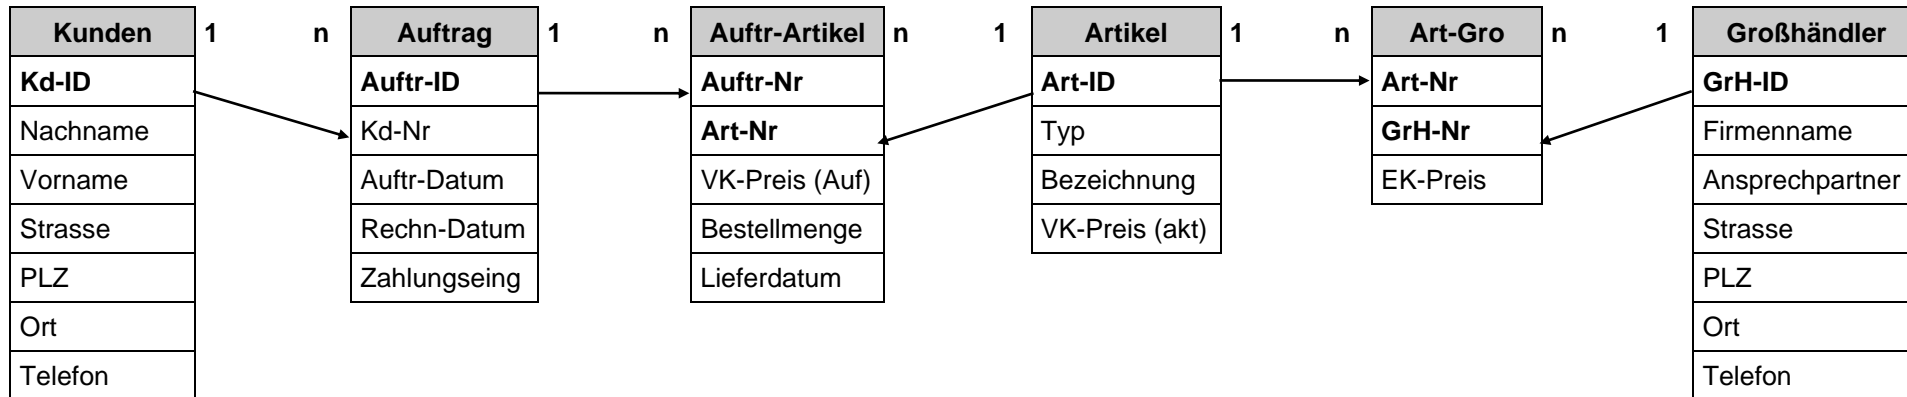 Kunden 1 n Auftrag 1 n Auftr-Artikel n 1 Artikel 1 n Art-Gro n 1 Großhändler
Kd-ID Auftr-ID Auftr-Nr Art-ID Art-Nr GrH-ID
Nachname Kd-Nr Art-Nr Typ GrH-Nr Firmenname
Vorname Auftr-Datum VK-Preis (Auf) Bezeichnung EK-Preis Ansprechpartner
Strasse Rechn-Datum Bestellmenge VK-Preis (akt) Strasse
PLZ Zahlungseing Lieferdatum PLZ
Ort Ort
Telefon Telefon